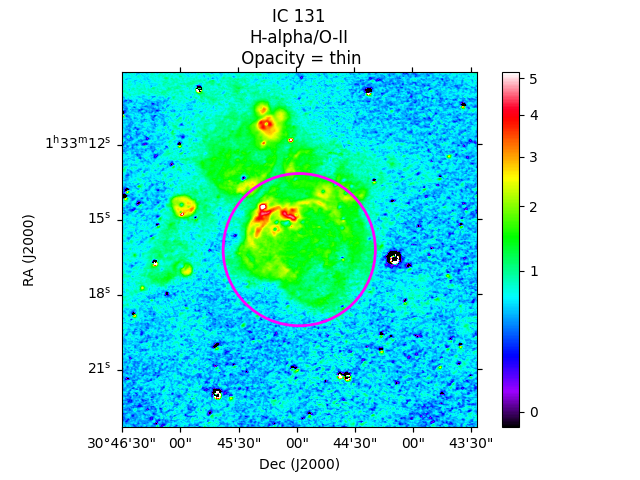 IC 131
H-alpha/O-II
Opacity = thin
1ʰ33ᵐ12ˢ
15ˢ
18ˢ
21ˢ
RA (J2000)
30°46'30" 00" 45'30" 00" 44'30" 00" 43'30"
Dec (J2000)
5
4
3
2
1
0